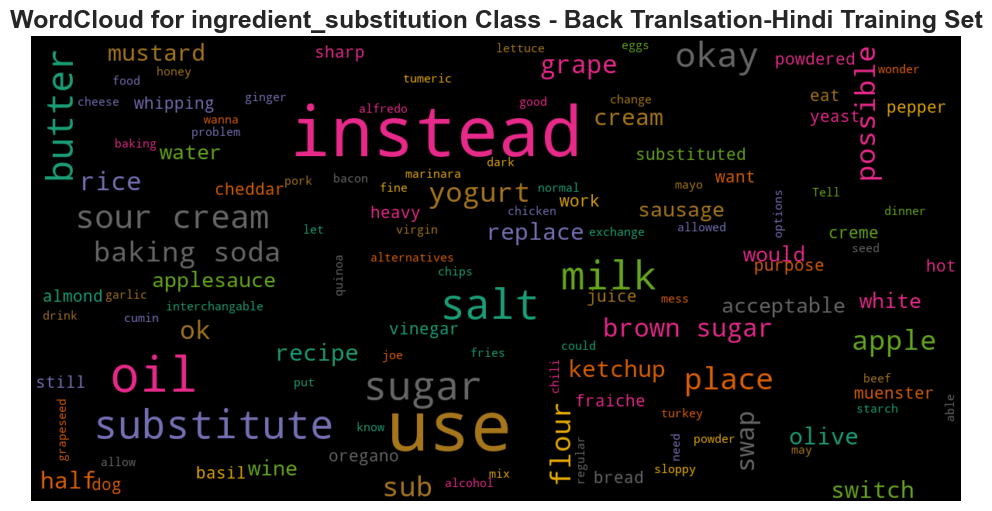 WordCloud for ingredient_substitution Class - Back Tranlsation-Hindi Training Set
butter
mustard
honey
food
cheese
whipping
ginger
wanna
problem
baking
water
sharp
alfredo
tumeric
lettuce
eggs
grape
good
change
cream
okay
powdered
possible
wonder
eat
yeast
pepper
instead
rice
cheddar
pork
bacon
dark
marinara
fine
yogurt
normal
work
substituted
want
mayo
sausage
Tell
options
dinner
sour cream
heavy
virgin
chicken
replace
exchange
allowed
creme
seed
let
baking soda
alternatives
would
purpose
hot
quinoa
chips
milk
applesauce
almond
garlic
interchangable
drink
cumin
salt
juice
mess
acceptable
white
ok
vinegar
brown sugar
apple
recipe
joe
fries
could
oil
still
put
sugar
chili
ketchup
place
beef
muenster
starch
able
fraiche
turkey
substitute
use
know
flour
swap
olive
may
grapeseed
allow
oregano
regular
need
powder
sloppy
bread
half
dog
basil
wine
sub
alcohol
mix
switch